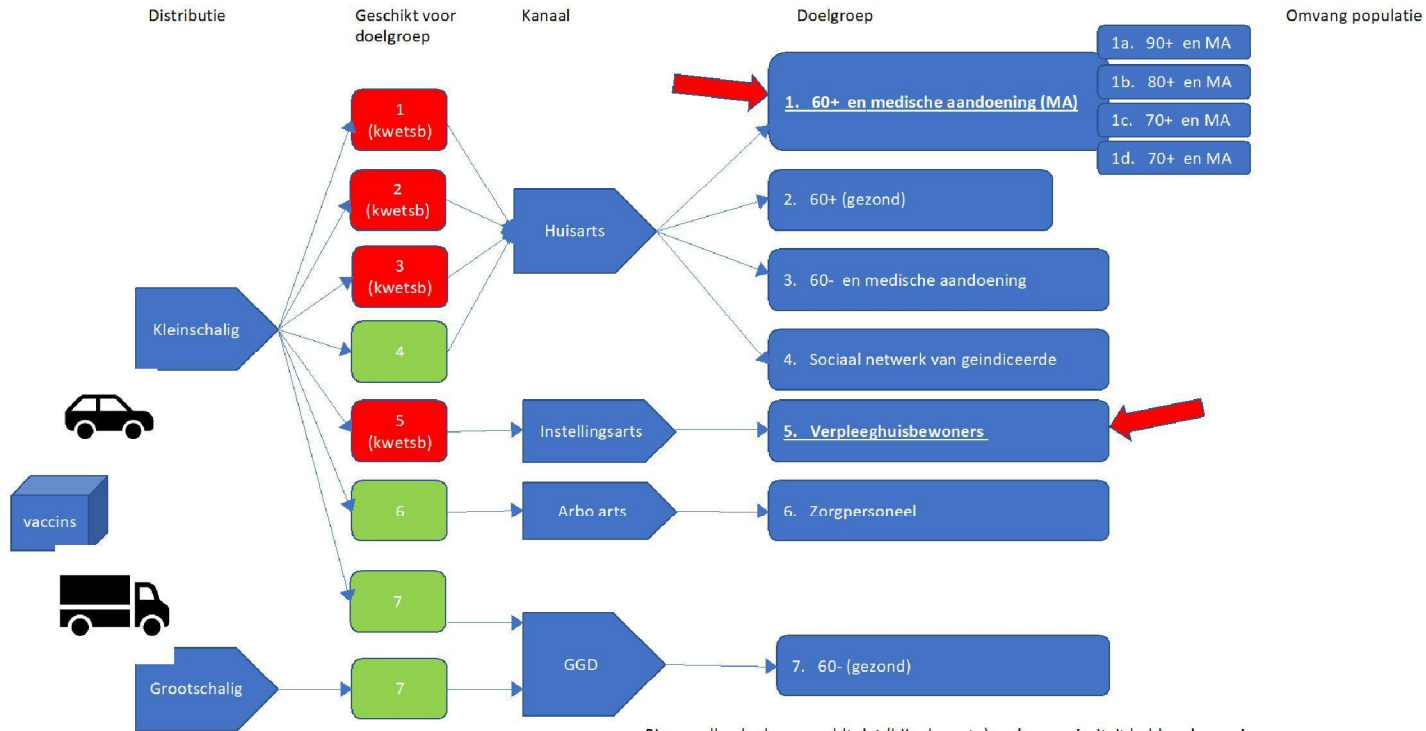 Distributie
Geschikt voor
doelgroep
Kanaal
Doelgroep
Omvang populatie
1
(kwetsb)
2
(kwetsb)
3
(kwetsb)
4
5
(kwetsb)
6
7
7
Kleinschalig
Grootschalig
vaccins
Huisarts
Instellingsarts
Arbo arts
GGD
1. 60+ en medische aandoening (MA)
1a. 90+ en MA
1b. 80+ en MA
1c. 70+ en MA
1d. 70+ en MA
2. 60+ (gezond)
3. 60- en medische aandoening
4. Sociaal netwerk van geindiceerde
5. Verpleeghuisbewoners
6. Zorgpersoneel
7. 60- (gezond)